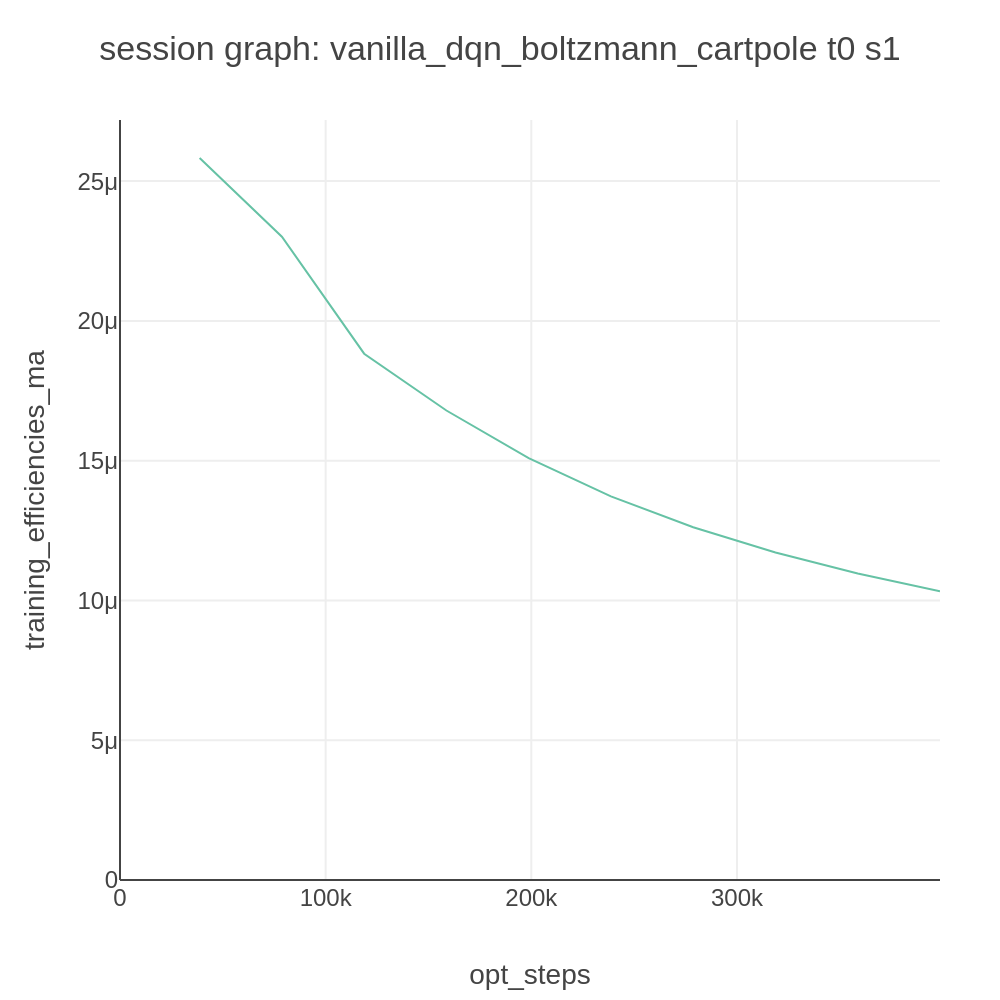 session graph: vanilla_dqn_boltzmann_cartpole t0 s1
25μ
20μ
15μ
10μ
5μ
0
0 100k 200k 300k
training_efficiencies_ma
opt_steps